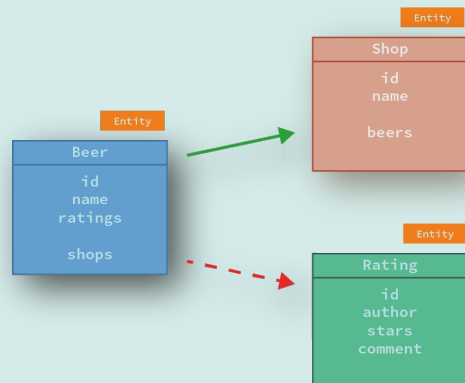 Entity
Shop
id
name
beers
Entity
Beer
id
name
ratings
shops
Entity
Rating
id
author
stars
comment